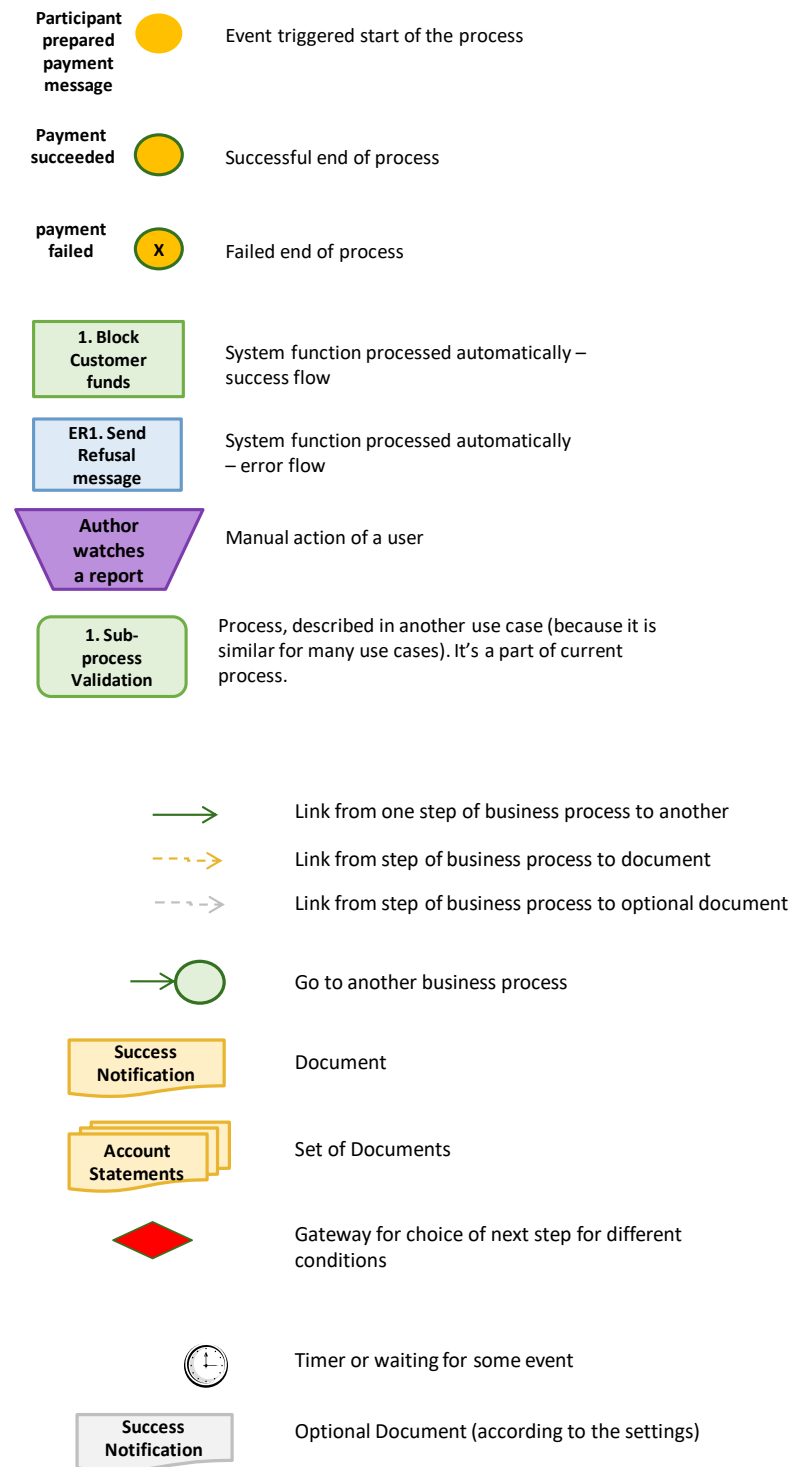 Participant
prepared
payment
message
Event triggered start of the process
Payment
succeeded
Successful end of process
payment
failed
X
Failed end of process
1. Block
Customer
funds
System function processed automatically –
success flow
ER1. Send
Refusal
message
System function processed automatically
– error flow
Author
watches
a report
Manual action of a user
1. Sub-
process
Validation
Process, described in another use case (because it is
similar for many use cases). It’s a part of current
process.
Link from one step of business process to another
Link from step of business process to document
Link from step of business process to optional document
Go to another business process
Success
Notification
Document
Account
Statements
Set of Documents
Gateway for choice of next step for different
conditions
Timer or waiting for some event
Success
Notification
Optional Document (according to the settings)